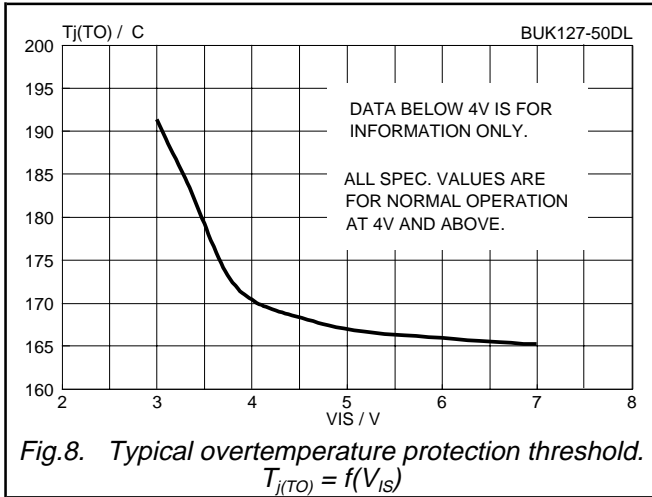 Tj(TO) / C
BUK127-50DL
200
195
190
185
180
175
170
165
160
DATA BELOW 4V IS FOR
INFORMATION ONLY.
ALL SPEC. VALUES ARE
FOR NORMAL OPERATION
AT 4V AND ABOVE.
2 3 4 5 6 7 8
VIS / V
Fig.8. Typical overtemperature protection threshold.
Tj(TO) = f(VIS)